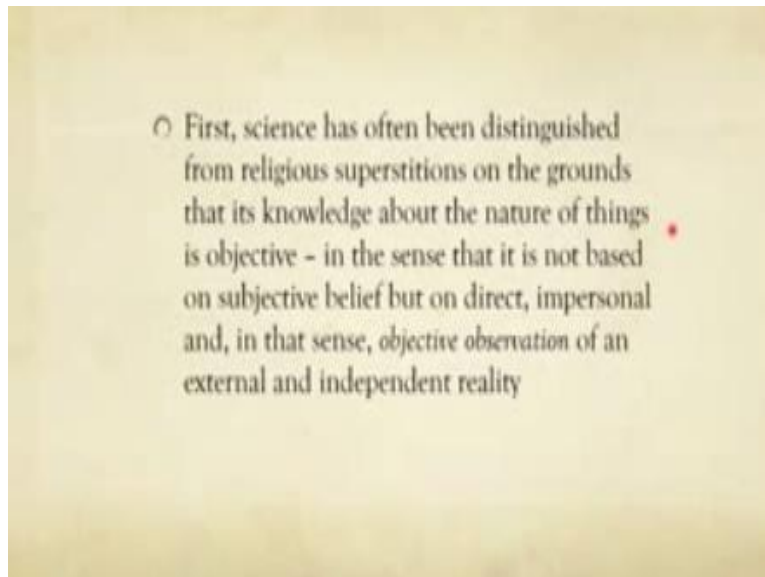 First, science has often been distinguished
from religious superstitions on the grounds
that its knowledge about the nature of things
is objective – in the sense that it is not based
on subjective belief but on direct, impersonal
and, in that sense, objective observation of an
external and independent reality